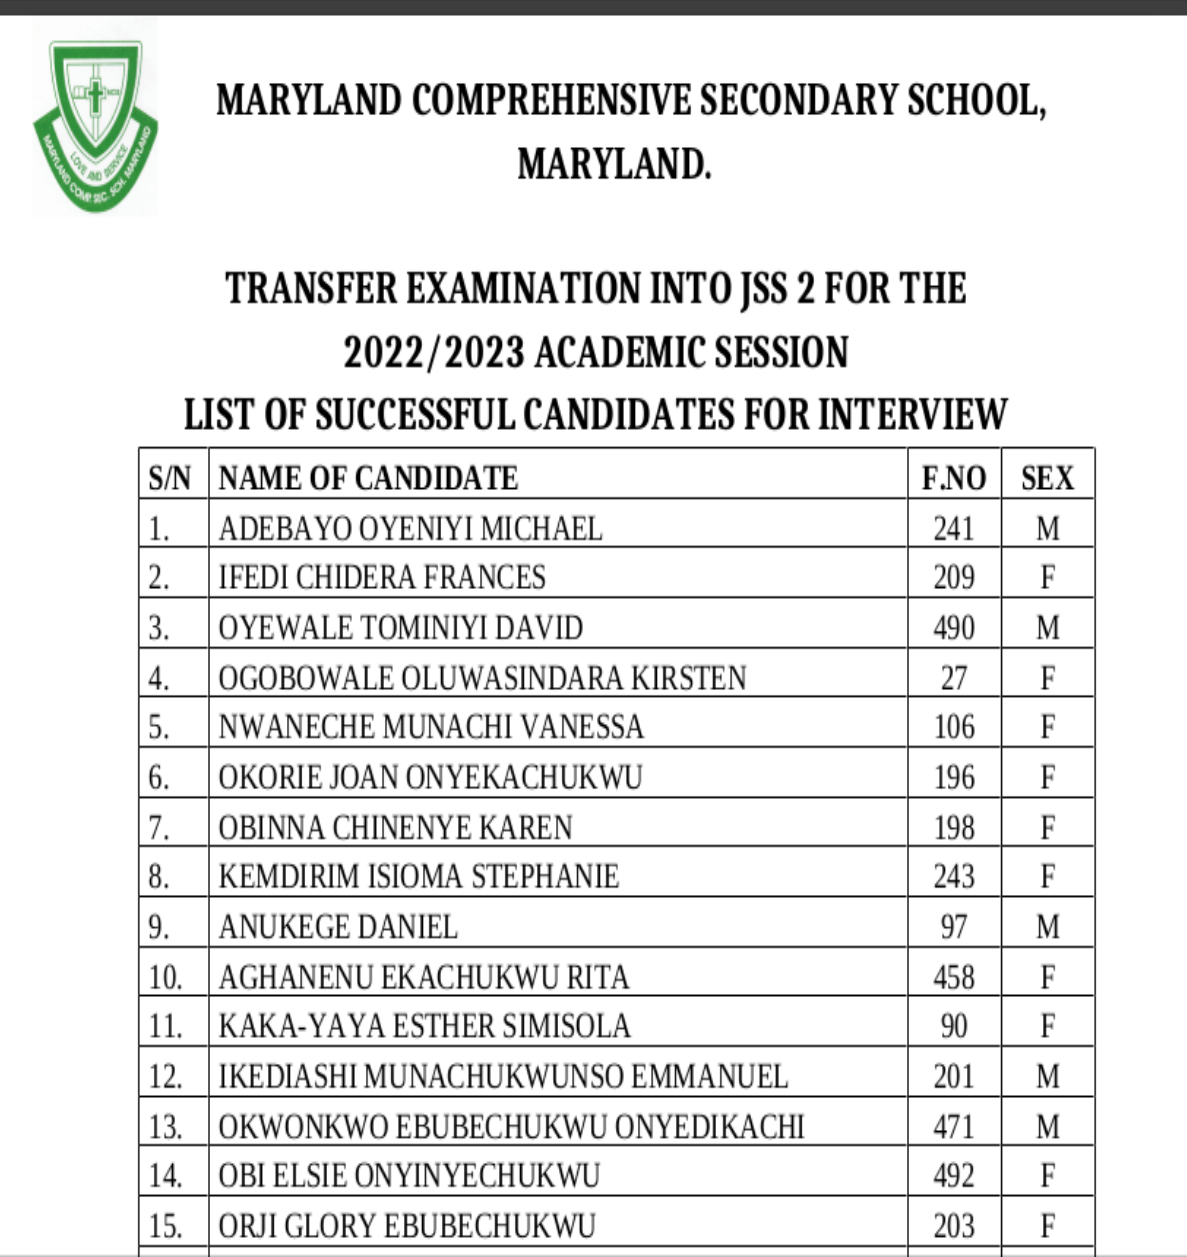 MARYLAND COMPREHENSIVE SECONDARY SCHOOL,
MARYLAND.
LOVE AND SERVICE
MARYLAND COMP. SEC. SCH. MARYLAND
TRANSFER EXAMINATION INTO JSS 2 FOR THE
2022/2023 ACADEMIC SESSION
LIST OF SUCCESSFUL CANDIDATES FOR INTERVIEW
S/N NAME OF CANDIDATE F.NO SEX
1. ADEBAYO OYENIYI MICHAEL 241 M
2. IFEDI CHIDERA FRANCES 209 F
3. OYEWALE TOMINIYI DAVID 490 M
4. OGOBOWALE OLUWASINDARA KIRSTEN 27 F
5. NWANECHE MUNACHI VANESSA 106 F
6. OKORIE JOAN ONYEKACHUKWU 196 F
7. OBINNA CHINENYE KAREN 198 F
8. KEMDIRIM ISIOMA STEPHANIE 243 F
9. ANUKEGE DANIEL 97 M
10. AGHANENU EKACHUKWU RITA 458 F
11. KAKA-YAYA ESTHER SIMISOLA 90 F
12. IKEDIASHI MUNACHUKWUNSO EMMANUEL 201 M
13. OKWONKWO EBUBECHUKWU ONYEDIKACHI 471 M
14. OBI ELSIE ONYINYECHUKWU 492 F
15. ORJI GLORY EBUBECHUKWU 203 F